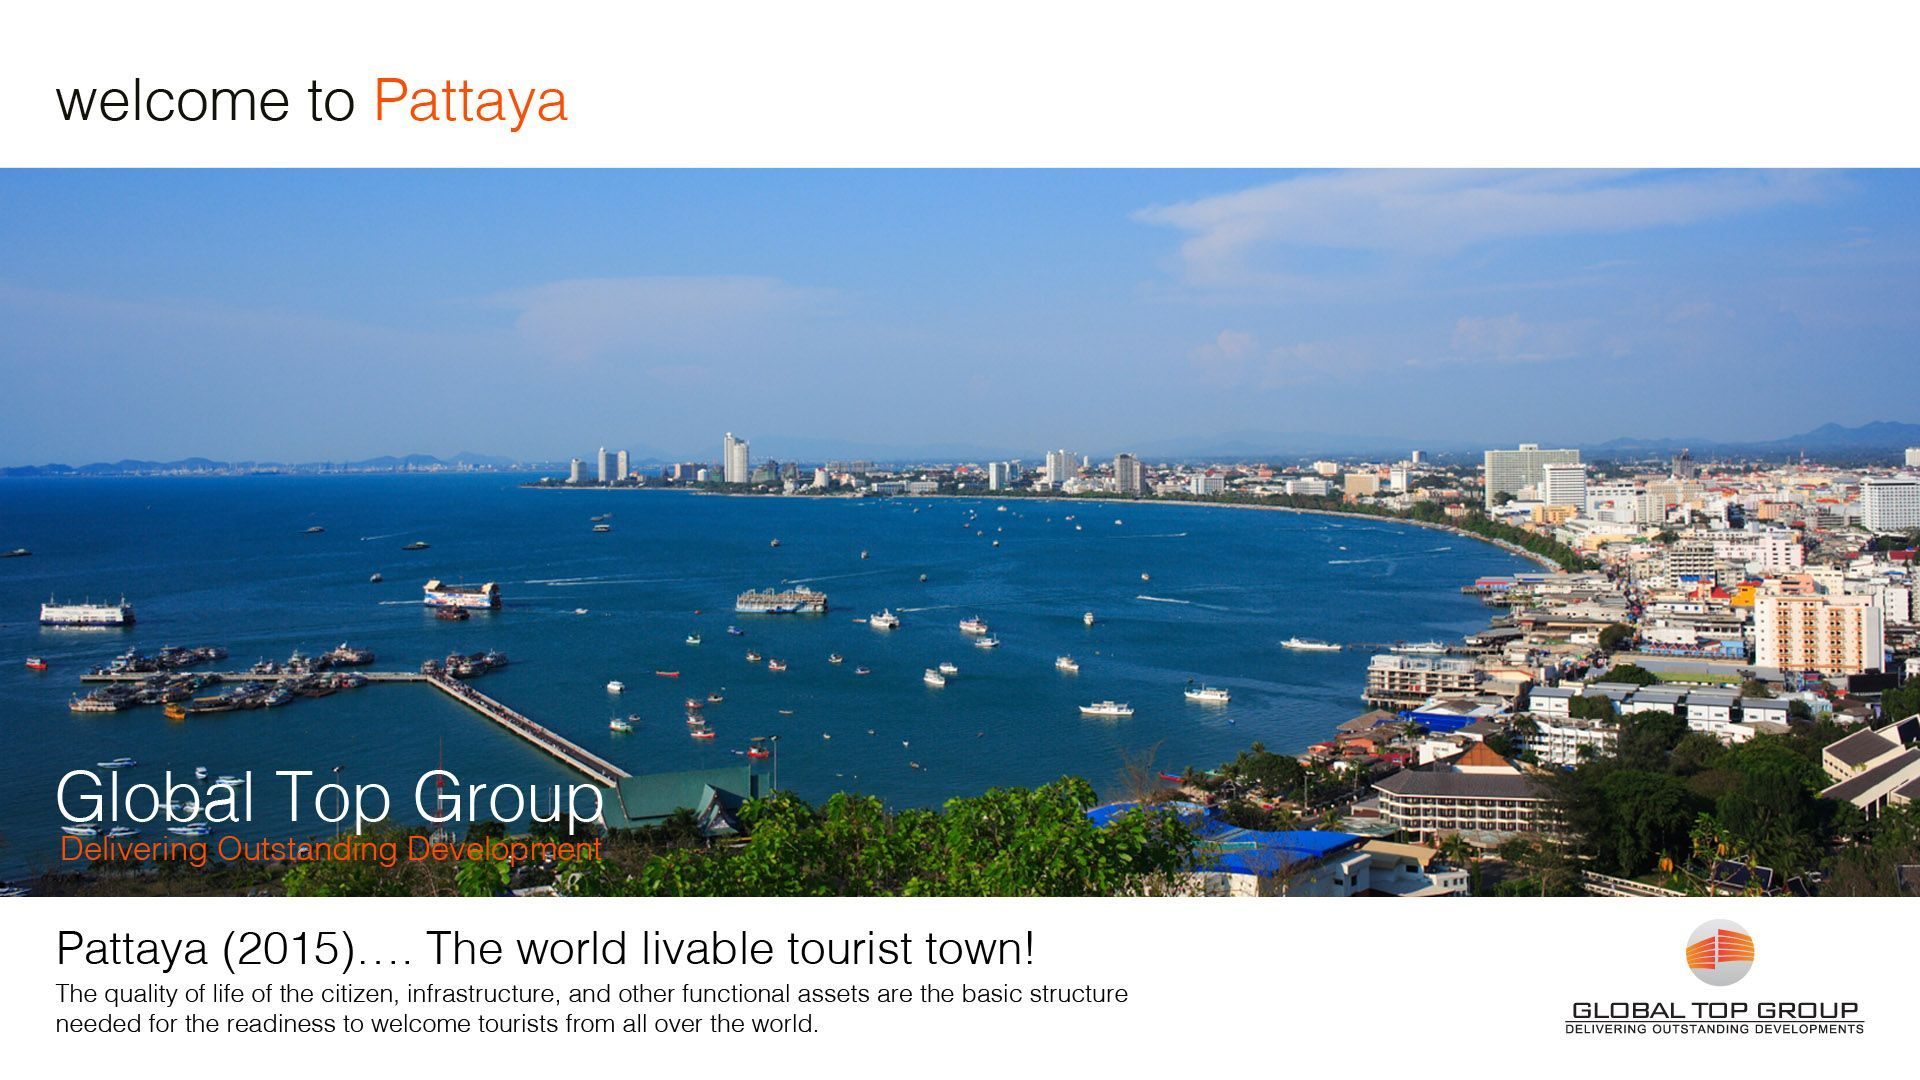 welcome to Pattaya
Global Top Group
Delivering Outstanding Development
Pattaya (2015).... The world livable tourist town!
The quality of life of the citizen, infrastructure, and other functional assets are the basic structure
needed for the readiness to welcome tourists from all over the world.
GLOBAL TOP GROUP
DELIVERING OUTSTANDING DEVELOPMENTS